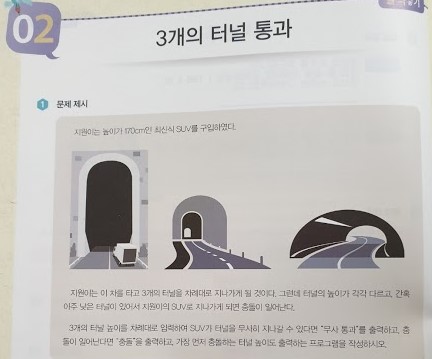 02
3개의 터널 통과
1 문제 제시
지원이는 높이가 170cm인 최신식 SUV를 구입하였다.
지원이는 이 차를 타고 3개의 터널을 차례대로 지나가게 될 것이다. 그런데 터널의 높이가 각각 다르고, 간혹
아주 낮은 터널이 있어서 지원이의 SUV로 지나가게 되면 충돌이 일어난다.
3개의 터널 높이를 차례대로 입력하여 SUV가 터널을 무사히 지나갈 수 있다면 "무사 통과"를 출력하고, 충
돌이 일어난다면 "충돌"을 출력하고, 가장 먼저 충돌하는 터널 높이도 출력하는 프로그램을 작성하시오.